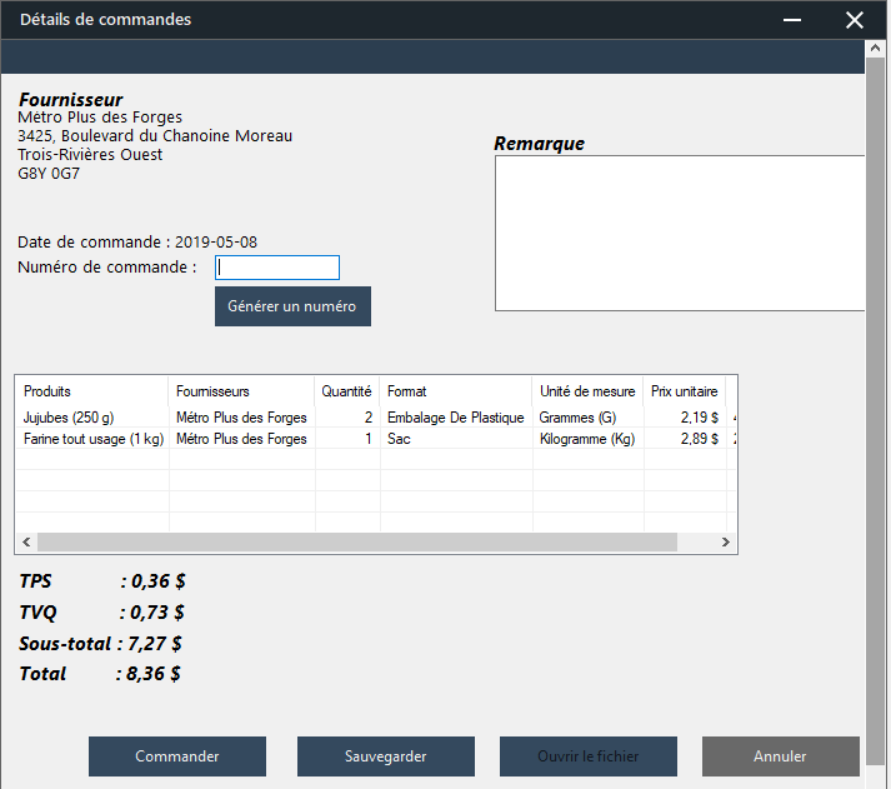 Détails de commandes
Fournisseur
Métro Plus des Forges
3425, Boulevard du Chanoine Moreau
Trois-Rivières Ouest
G8Y 0G7
Remarque
Date de commande : 2019-05-08
Numéro de commande :
Générer un numéro
Produits Fournisseurs Quantité Format Unité de mesure Prix unitaire
Jujubes (250 g) Métro Plus des Forges 2 Embalage De Plastique Grammes (G) 2,19 $
Farine tout usage (1 kg) Métro Plus des Forges 1 Sac Kilogramme (Kg) 2,89 $
TPS : 0,36 $
TVQ : 0,73 $
Sous-total : 7,27 $
Total : 8,36 $
Commander Sauvegarder Ouvrir le fichier Annuler